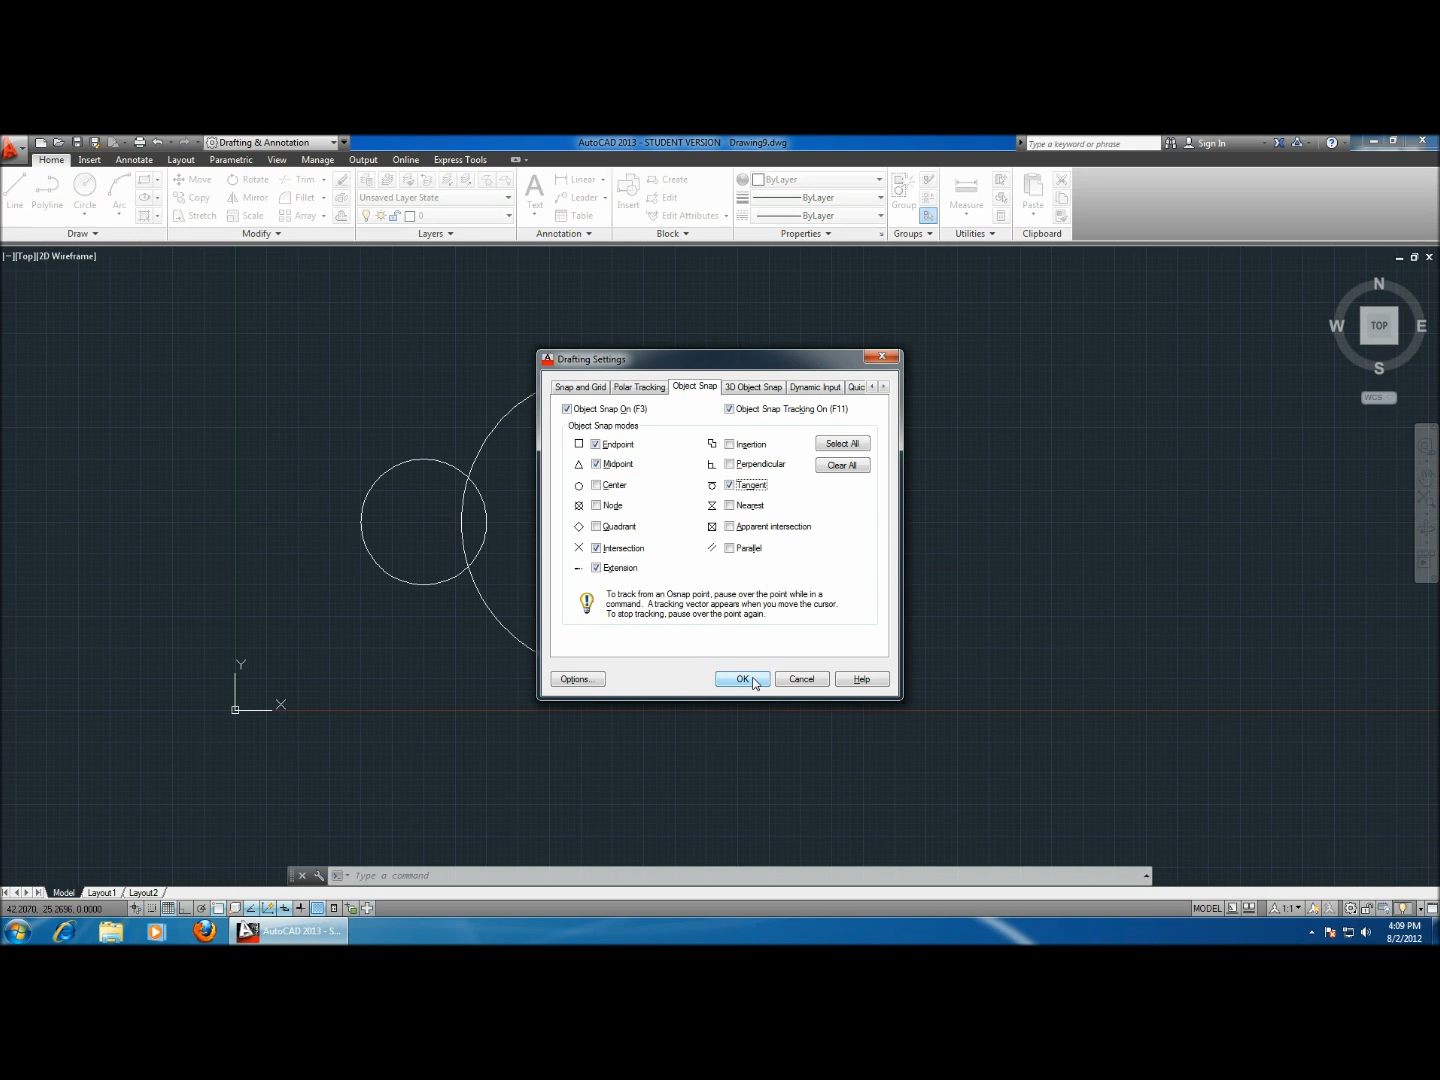 Drafting & Annotation
AutoCAD 2013 - STUDENT VERSION Drawing9.dwg
Type a keyword or phrase
Sign In
Home Insert Annotate Layout Parametric View Manage Output Online Express Tools
Line Polyline Circle Arc
Move Rotate Trim
Copy Mirror Fillet
Stretch Scale Array
Unsaved Layer State
0
Text
Linear
Leader
Table
Insert
Create
Edit
Edit Attributes
ByLayer
ByLayer
ByLayer
Group
Measure
Paste
Draw Modify Layers Annotation Block Properties Groups Utilities Clipboard
[−][Top][2D Wireframe]
N
W TOP E
S
WCS
Drafting Settings
Snap and Grid Polar Tracking Object Snap 3D Object Snap Dynamic Input Quic
Object Snap On (F3) Object Snap Tracking On (F11)
Object Snap modes
Endpoint Insertion Select All
Midpoint Perpendicular Clear All
Center Tangent
Node Nearest
Quadrant Apparent intersection
Intersection Parallel
Extension
To track from an Osnap point, pause over the point while in a
command. A tracking vector appears when you move the cursor.
To stop tracking, pause over the point again.
Options... OK Cancel Help
Y
X
Type a command
Model Layout1 Layout2
42.2070, 25.2696, 0.0000
MODEL
1:1
AutoCAD 2013 - S...
4:09 PM
8/2/2012